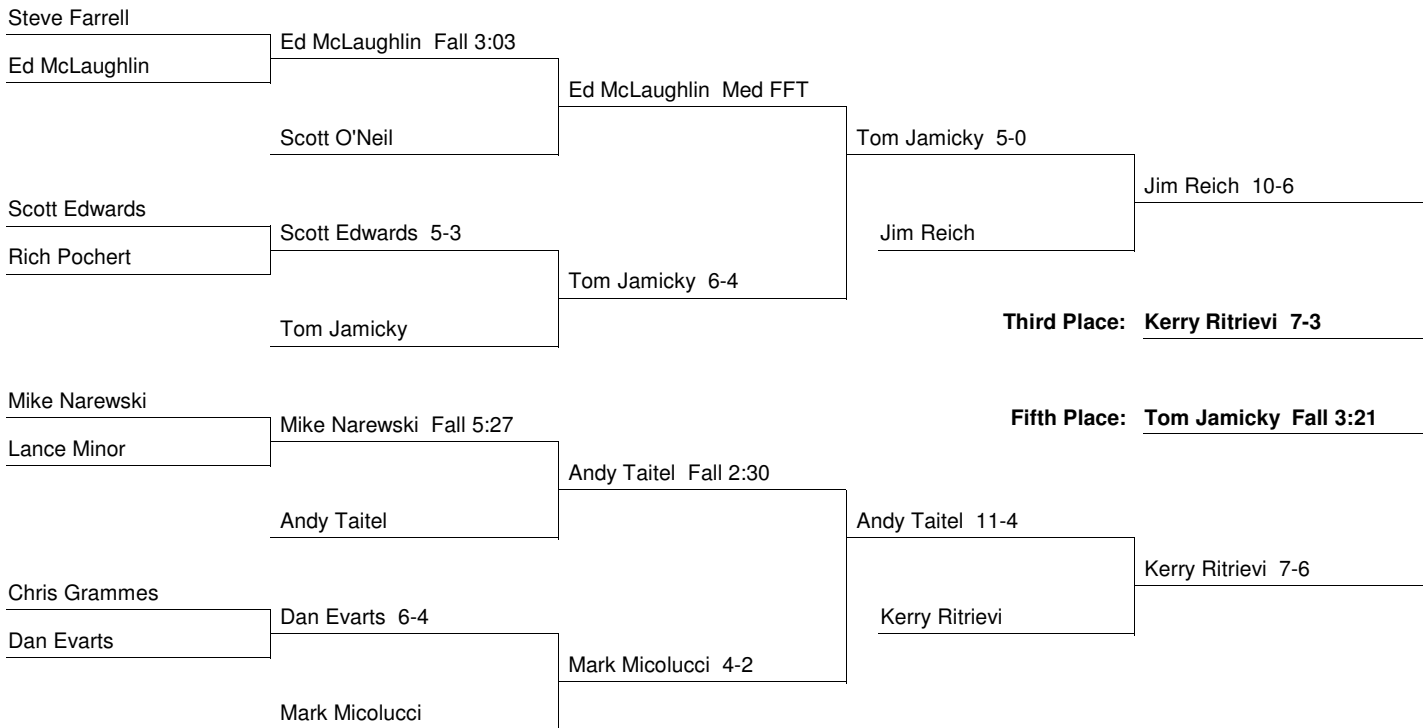 Steve Farrell
Ed McLaughlin Fall 3:03
Ed McLaughlin
Ed McLaughlin Med FFT
Scott O'Neil
Tom Jamicky 5-0
Jim Reich 10-6
Scott Edwards
Scott Edwards 5-3
Jim Reich
Rich Pochert
Tom Jamicky 6-4
Tom Jamicky
Third Place: Kerry Ritrievi 7-3
Mike Narewski
Mike Narewski Fall 5:27
Fifth Place: Tom Jamicky Fall 3:21
Lance Minor
Andy Taitel Fall 2:30
Andy Taitel
Andy Taitel 11-4
Kerry Ritrievi 7-6
Chris Grammes
Dan Evarts 6-4
Kerry Ritrievi
Dan Evarts
Mark Micolucci 4-2
Mark Micolucci